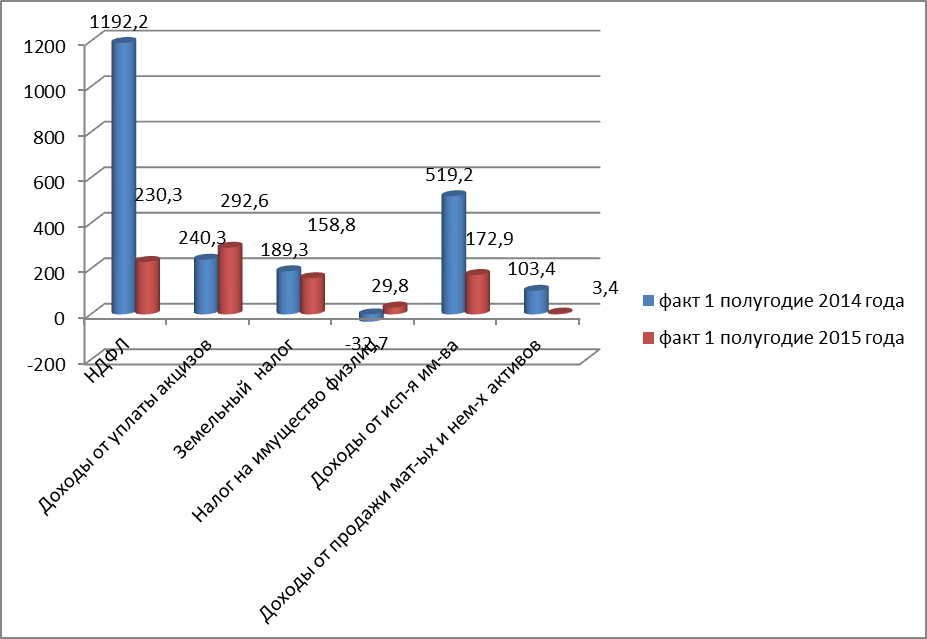 1192,2
1200
1000
800
600
400
200
0
-200
230,3
240,3
292,6
189,3
158,8
-32,7
29,8
519,2
172,9
103,4
3,4
НДФЛ
Доходы от уплаты акцизов
Земельный налог
Налог на имущество физлиц
Доходы от исп-я им-ва
Доходы от продажи мат-ых и нем-х активов
факт 1 полугодие 2014 года
факт 1 полугодие 2015 года